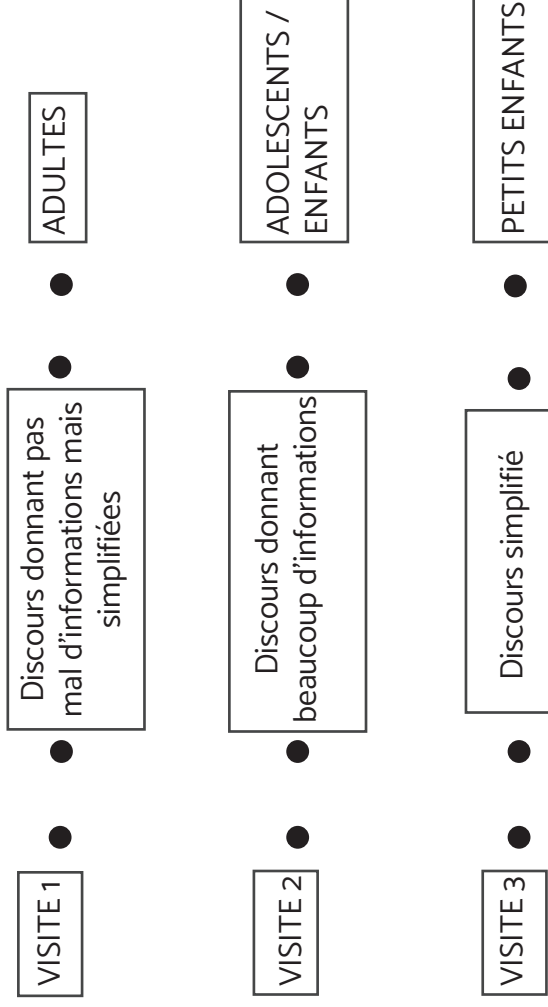 VISITE 1
Discours donnant pas
mal d'informations mais
simplifiées
ADULTES
VISITE 2
Discours donnant
beaucoup d'informations
ADOLESCENTS /
ENFANTS
VISITE 3
Discours simplifié
PETITS ENFANTS